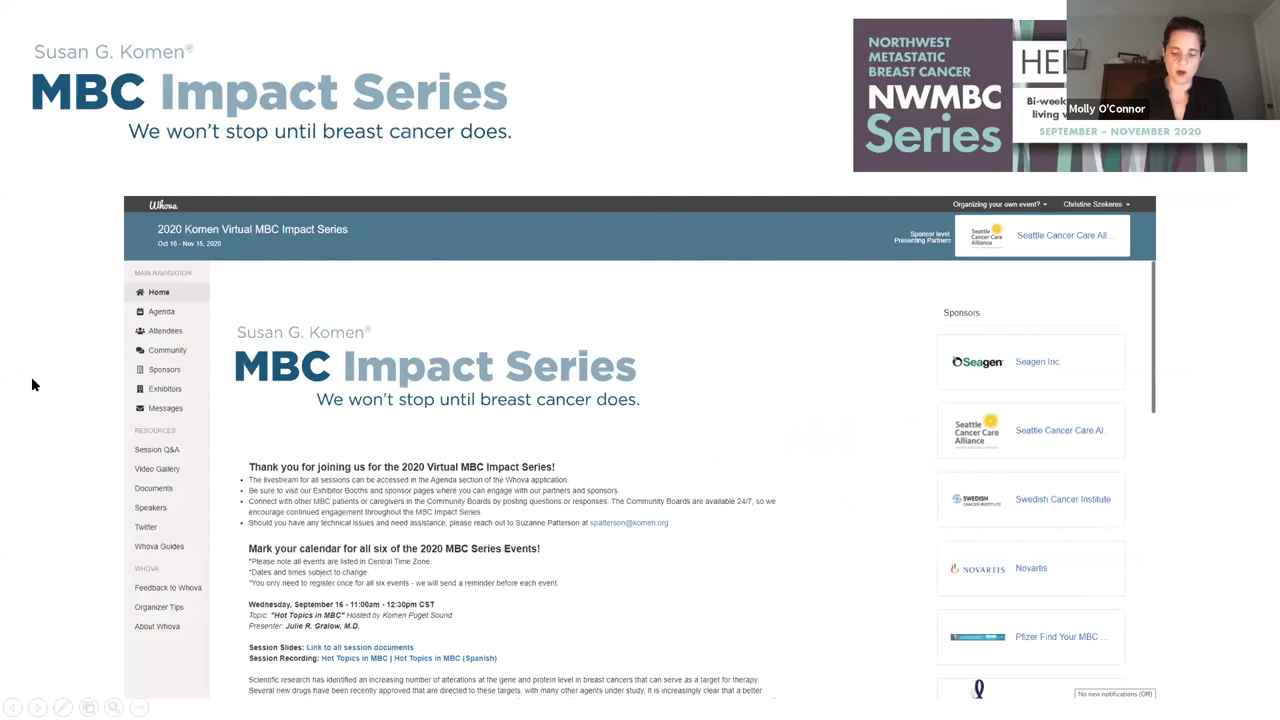 Susan G. Komen®
MBC Impact Series
We won't stop until breast cancer does.
NORTHWEST
METASTATIC
BREAST CANCER
NWMBC
Series
HEL
Bi-week
living
SEPTEMBER – NOVEMBER 2020
Molly O'Connor
Whova
Organizing your own event?
Christine Szekeres
2020 Komen Virtual MBC Impact Series
Oct 16 - Nov 15, 2020
Sponsor level:
Presenting Partners
Seattle
Cancer Care
Alliance
Seattle Cancer Care All...
MAIN NAVIGATION
Home
Agenda
Attendees
Community
Sponsors
Exhibitors
Messages
RESOURCES
Session Q&A
Video Gallery
Documents
Speakers
Twitter
Whova Guides
WHOVA
Feedback to Whova
Organizer Tips
About Whova
Susan G. Komen®
MBC Impact Series
We won't stop until breast cancer does.
Thank you for joining us for the 2020 Virtual MBC Impact Series!
• The livestream for all sessions can be accessed in the Agenda section of the Whova application.
• Be sure to visit our Exhibitor Booths and sponsor pages where you can engage with our partners and sponsors.
• Connect with other MBC patients or caregivers in the Community Boards by posting questions or responses. The Community Boards are available 24/7, so we
encourage continued engagement throughout the MBC Impact Series.
• Should you have any technical issues and need assistance, please reach out to Suzanne Patterson at spatterson@komen.org
Mark your calendar for all six of the 2020 MBC Series Events!
*Please note all events are listed in Central Time Zone.
*Dates and times subject to change.
*You only need to register once for all six events - we will send a reminder before each event.
Wednesday, September 16 - 11:00am - 12:30pm CST
Topic: "Hot Topics in MBC" Hosted by Komen Puget Sound
Presenter: Julie R. Gralow, M.D.
Session Slides: Link to all session documents
Session Recording: Hot Topics in MBC | Hot Topics in MBC (Spanish)
Scientific research has identified an increasing number of alterations at the gene and protein level in breast cancers that can serve as a target for therapy.
Several new drugs have been recently approved that are directed to these targets, with many other agents under study. It is increasingly clear that a better
Sponsors
Seagen
Seagen Inc.
Seattle
Cancer Care
Alliance
Seattle Cancer Care Al...
SWEDISH
CANCER INSTITUTE
Swedish Cancer Institute
NOVARTIS
Novartis
Pfizer Find Your MBC ...
No new notifications (Off)